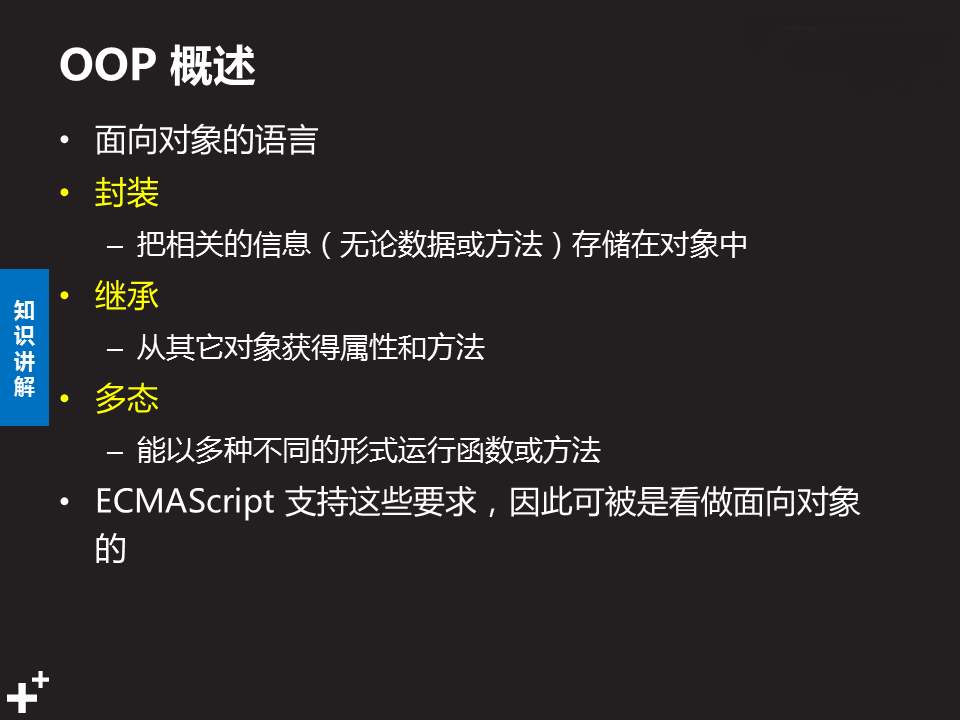 OOP 概述
• 面向对象的语言
• 封装
– 把相关的信息（无论数据或方法）存储在对象中
• 继承
– 从其它对象获得属性和方法
• 多态
– 能以多种不同的形式运行函数或方法
• ECMAScript 支持这些要求，因此可被是看做面向对象
的
知识讲解